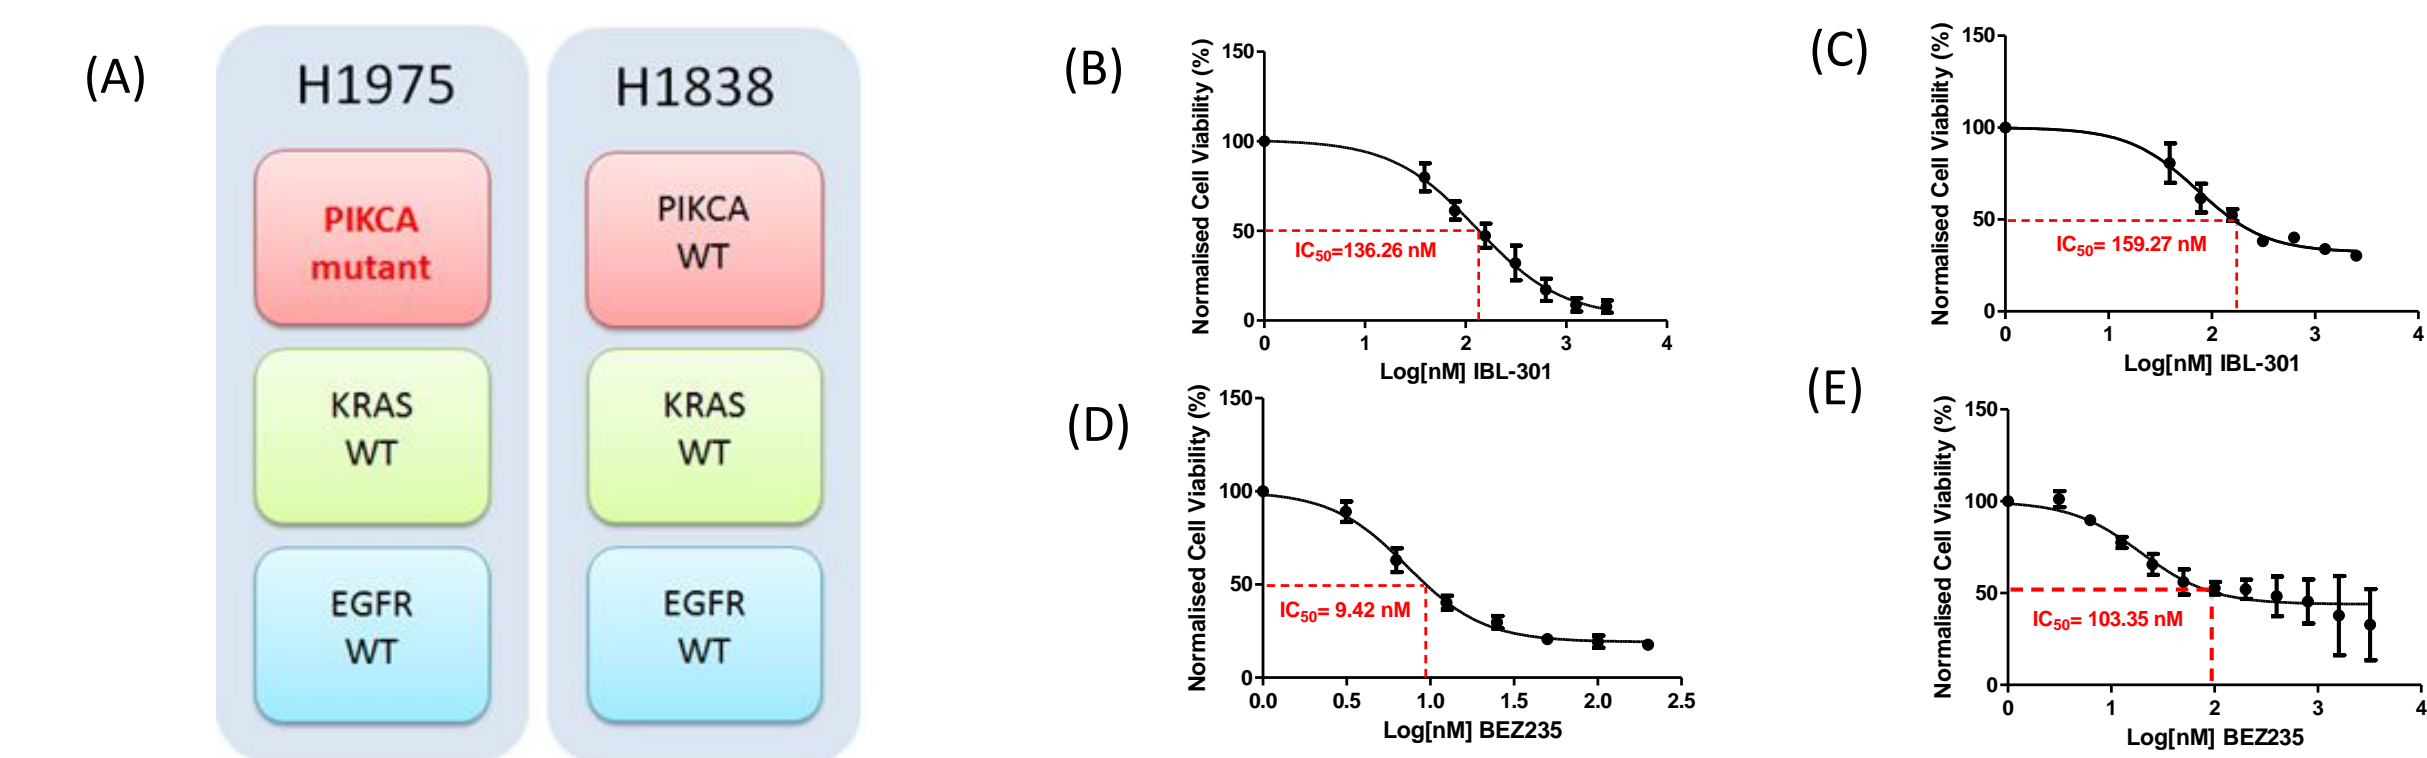 (A)
H1975
PIKCA
mutant
KRAS
WT
EGFR
WT
H1838
PIKCA
WT
KRAS
WT
EGFR
WT
(B)
Normalised Cell Viability (%)
150
100
50
0
IC50=136.26 nM
0 1 2 3 4
Log[nM] IBL-301
(C)
Normalised Cell Viability (%)
150
100
50
0
IC50= 159.27 nM
0 1 2 3 4
Log[nM] IBL-301
(D)
Normalised Cell Viability (%)
150
100
50
0
IC50= 9.42 nM
0.0 0.5 1.0 1.5 2.0 2.5
Log[nM] BEZ235
(E)
Normalised Cell Viability (%)
150
100
50
0
IC50= 103.35 nM
0 1 2 3 4
Log[nM] BEZ235